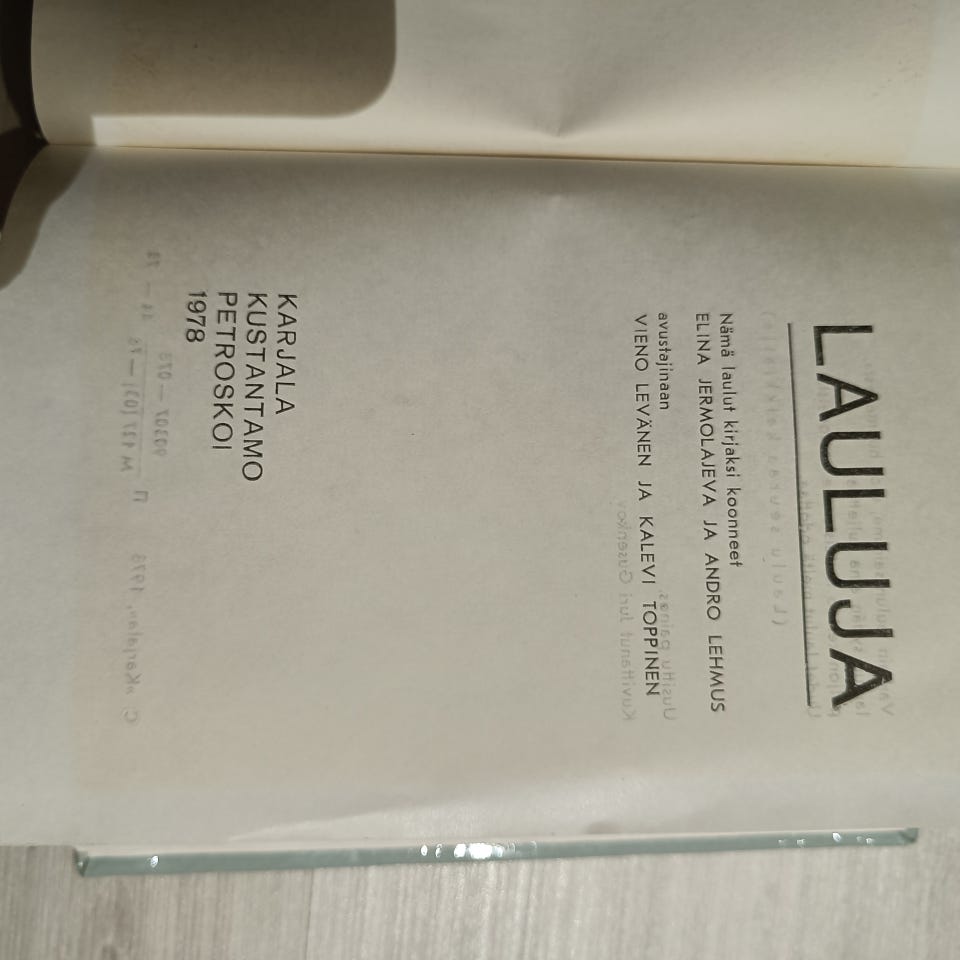 LAULUJA
Nämä laulut kirjaksi koonneet
ELINA JERMOLAJEVA JA ANDRO LEHMUS
avustajinaan
VIENO LEVÄNEN JA KALEVI TOPPINEN
KARJALA
KUSTANTAMO
PETROSKOI
1978